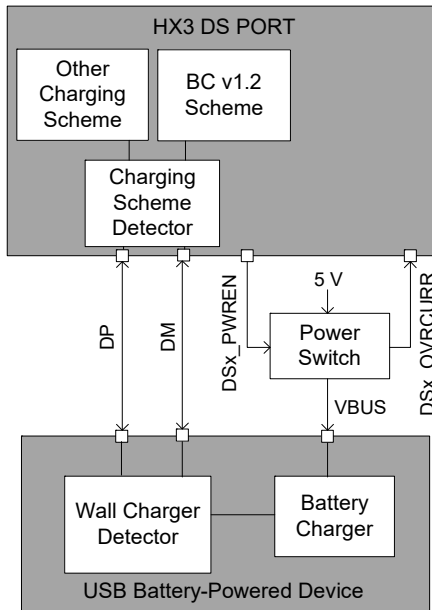 HX3 DS PORT
Other
Charging
Scheme
BC v1.2
Scheme
Charging
Scheme
Detector
DP
DM
DSx_PWREN
5 V
Power
Switch
DSx_OVRCURR
VBUS
Wall Charger
Detector
Battery
Charger
USB Battery-Powered Device